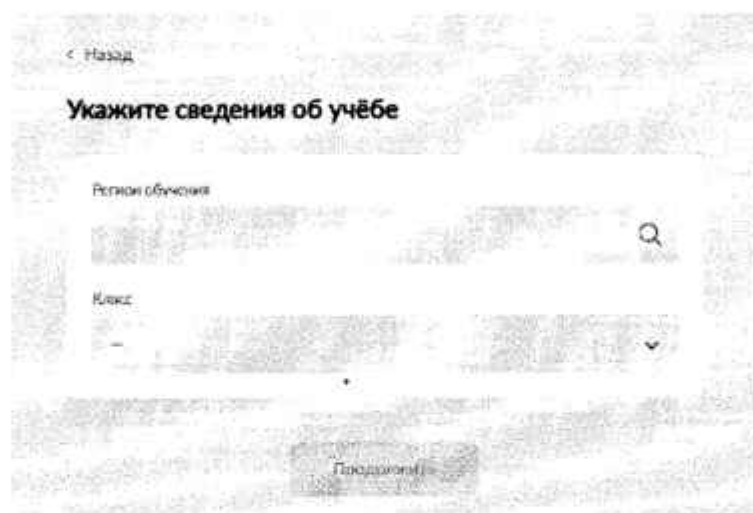 < Назад
Укажите сведения об учёбе
Регион обучения
Класс
–
Продолжить